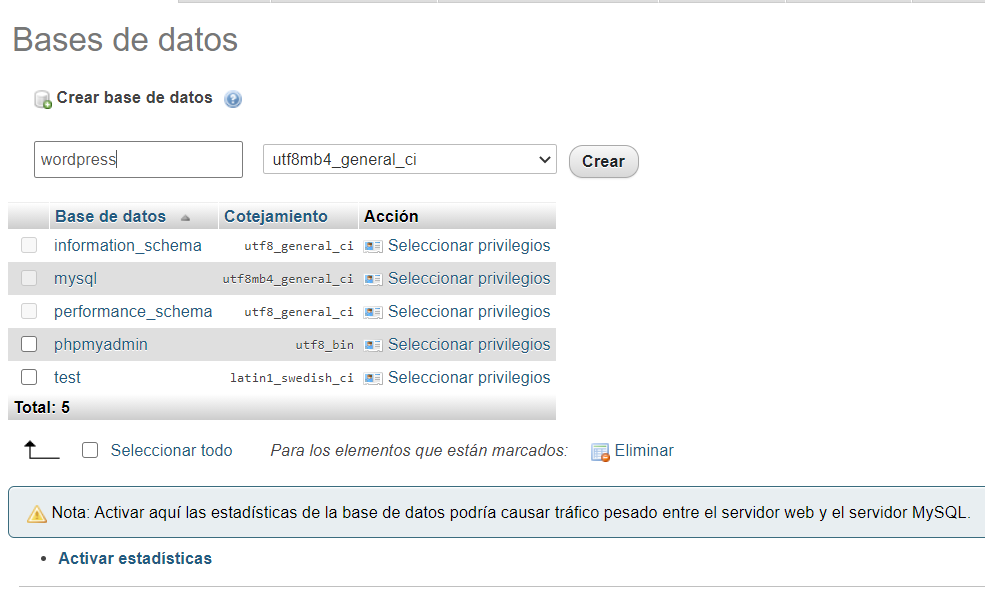 Bases de datos
Crear base de datos
wordpress utf8mb4_general_ci Crear
Base de datos Cotejamiento Acción
information_schema utf8_general_ci Seleccionar privilegios
mysql utf8mb4_general_ci Seleccionar privilegios
performance_schema utf8_general_ci Seleccionar privilegios
phpmyadmin utf8_bin Seleccionar privilegios
test latin1_swedish_ci Seleccionar privilegios
Total: 5
Seleccionar todo Para los elementos que están marcados: Eliminar
Nota: Activar aquí las estadísticas de la base de datos podría causar tráfico pesado entre el servidor web y el servidor MySQL.
• Activar estadísticas